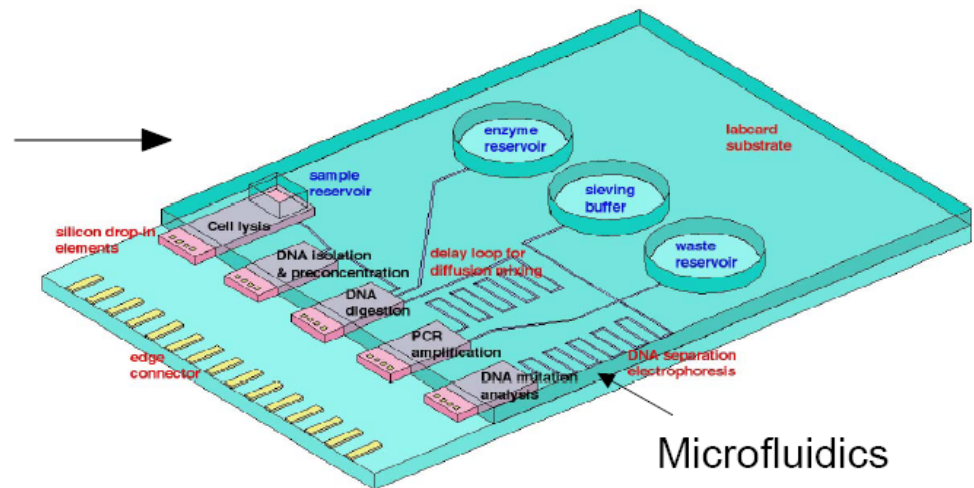 enzyme
reservoir
labcard
substrate
sample
reservoir
sieving
buffer
Cell lysis
silicon drop-in
elements
waste
reservoir
DNA isolation
& preconcentration
delay loop for
diffusion mixing
DNA
digestion
PCR
amplification
edge
connector
DNA separation
electrophoresis
DNA mutation
analysis
Microfluidics